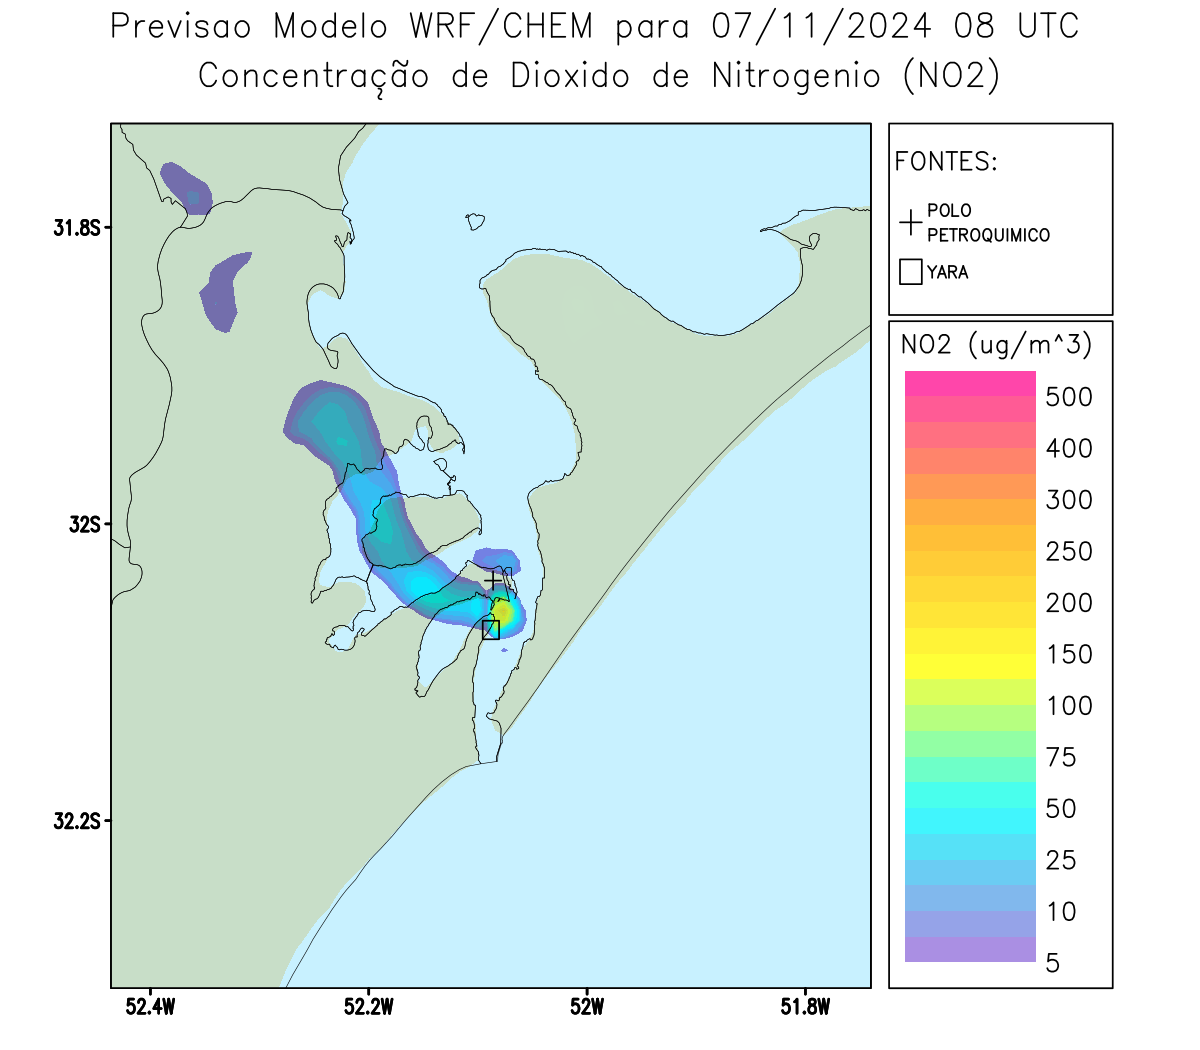 Previsao Modelo WRF/CHEM para 07/11/2024 08 UTC
Concentração de Dioxido de Nitrogenio (NO2)
FONTES:
POLO
PETROQUIMICO
YARA
NO2 (ug/m^3)
500
400
300
250
200
150
100
75
50
25
10
5
31.8S
32S
32.2S
52.4W
52.2W
52W
51.8W